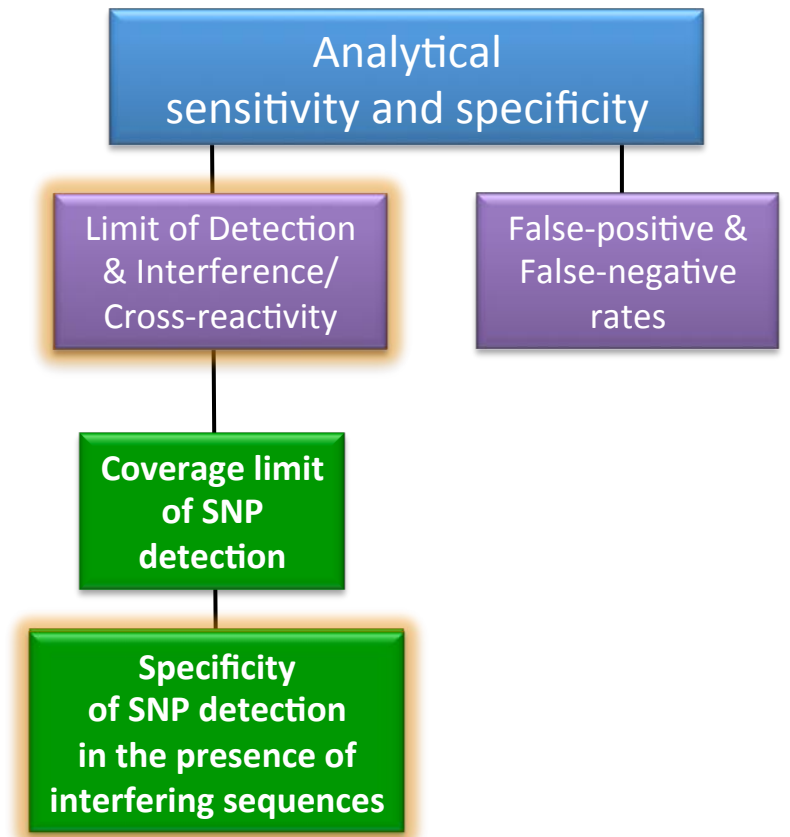 Analytical
sensitivity and specificity
Limit of Detection
& Interference/
Cross-reactivity
False-positive &
False-negative
rates
Coverage limit
of SNP
detection
Specificity
of SNP detection
in the presence of
interfering sequences